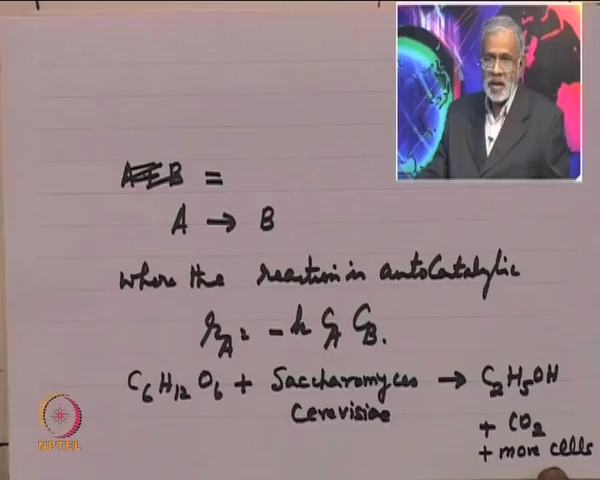 A ⇌ B =
A → B
where the reaction is autoCatalytic
r_A = - k C_A C_B.
C6H12O6 + Saccharomyces → C2H5OH
Cerevisiae
+ CO2
+ more cells
NPTEL